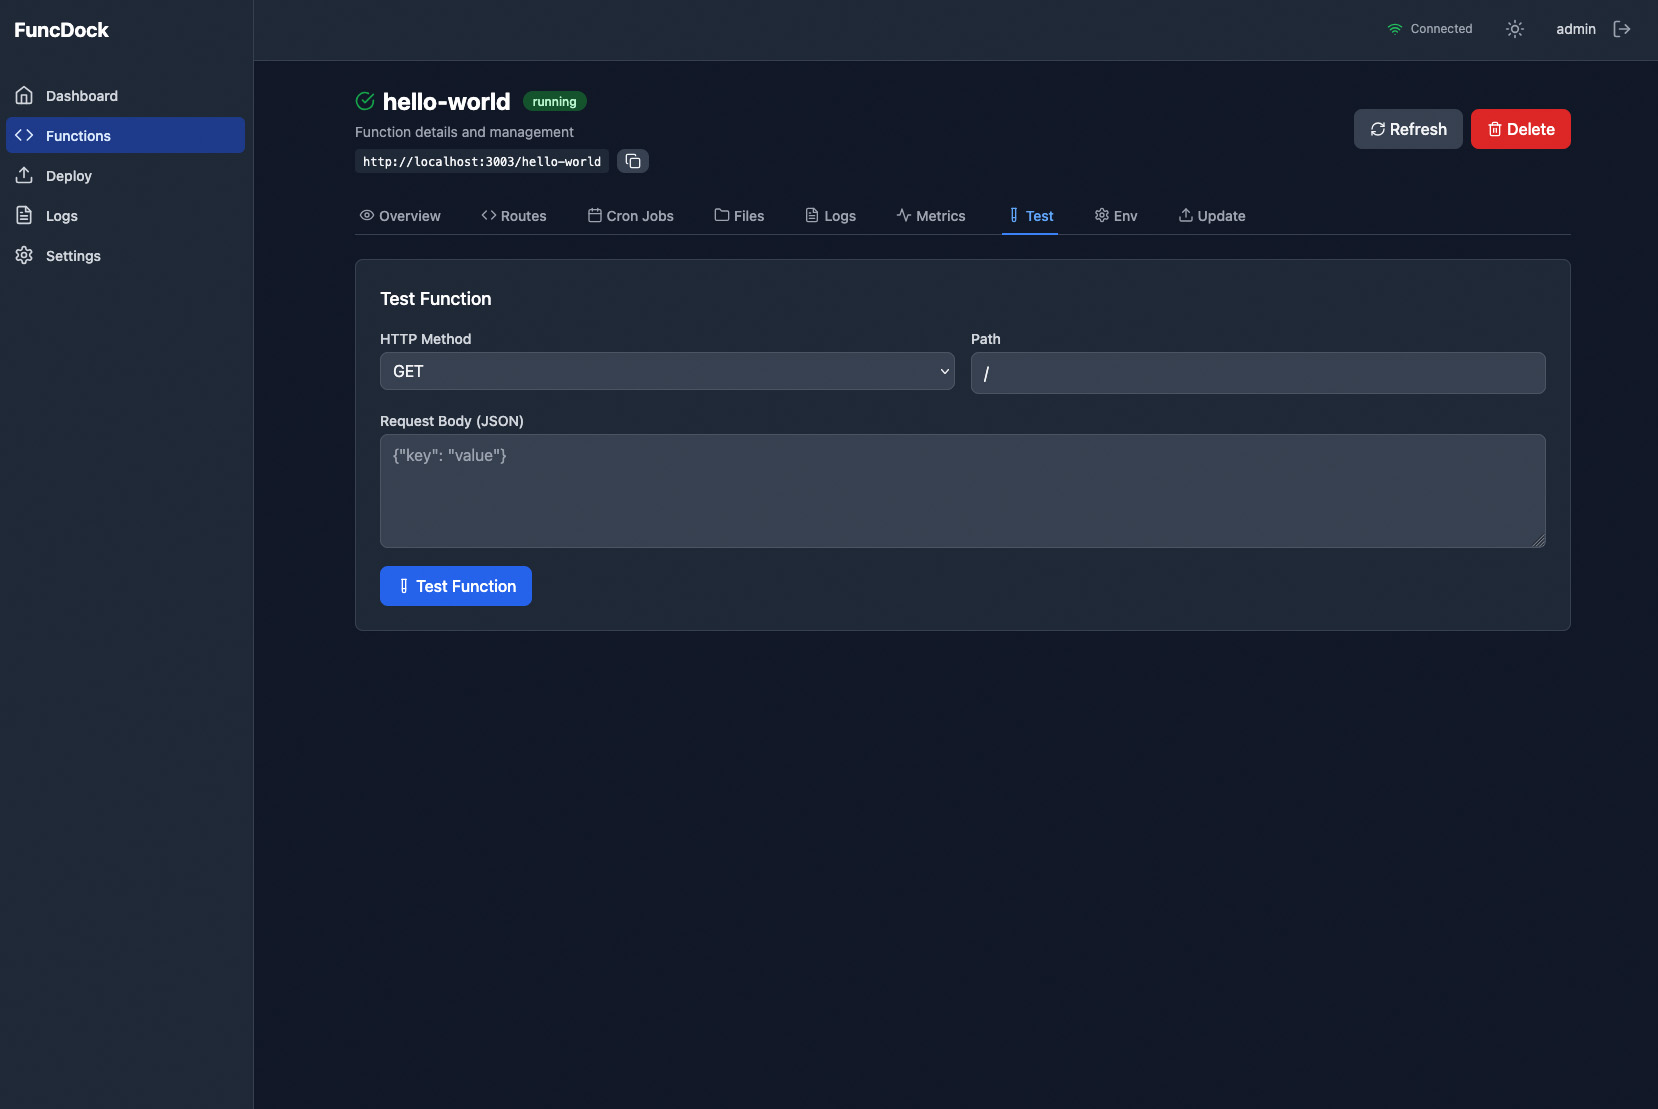 FuncDock
Connected
admin
Dashboard
Functions
Deploy
Logs
Settings
hello-world
running
Function details and management
http://localhost:3003/hello-world
Refresh
Delete
Overview
Routes
Cron Jobs
Files
Logs
Metrics
Test
Env
Update
Test Function
HTTP Method
Path
GET
/
Request Body (JSON)
{"key": "value"}
Test Function